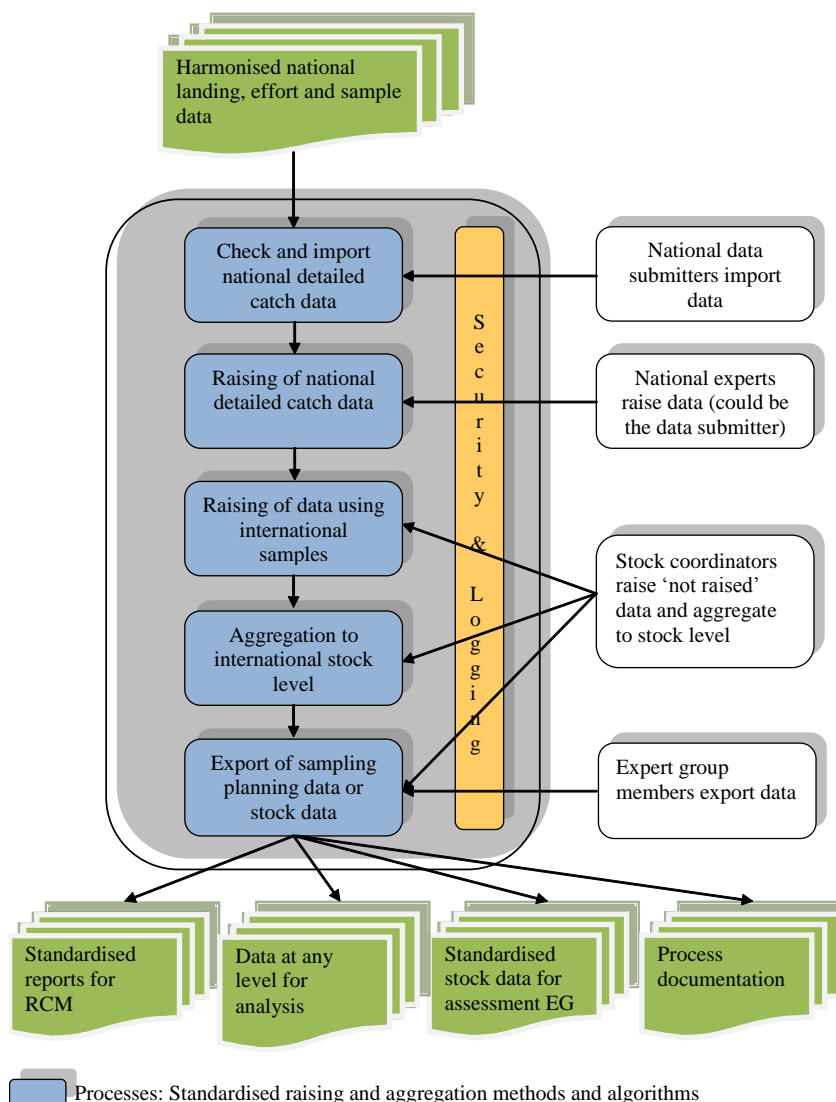 Harmonised national
landing, effort and sample
data
Check and import
national detailed
catch data
National data
submitters import
data
Raising of national
detailed catch data
National experts
raise data (could be
the data submitter)
Security & Logging
Raising of data using
international
samples
Stock coordinators
raise ‘not raised’
data and aggregate
to stock level
Aggregation to
international stock
level
Export of sampling
planning data or
stock data
Expert group
members export data
Standardised
reports for
RCM
Data at any
level for
analysis
Standardised
stock data for
assessment EG
Process
documentation
Processes: Standardised raising and aggregation methods and algorithms